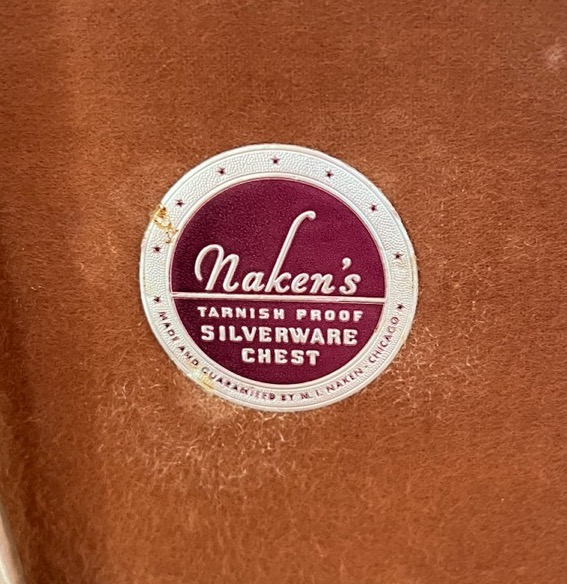 Naken's
TARNISH PROOF
SILVERWARE
CHEST
MADE AND GUARANTEED BY M. I. NAKEN - CHICAGO